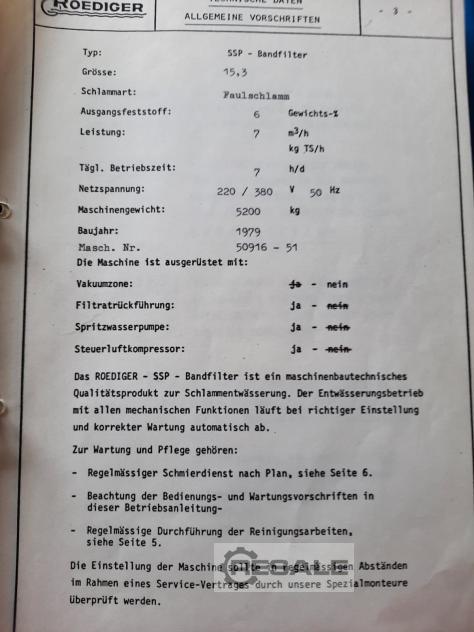 ROEDIGER
TECHNISCHE DATEN
ALLGEMEINE VORSCHRIFTEN
- 3 -
Typ: SSP - Bandfilter
Grösse: 15,3
Schlammart: Faulschlamm
Ausgangsfeststoff: 6 Gewichts-%
Leistung: 7 m³/h
kg TS/h
Tägl. Betriebszeit: 7 h/d
Netzspannung: 220 / 380 V 50 Hz
Maschinengewicht: 5200 kg
Baujahr: 1979
Masch. Nr. 50916 - 51
Die Maschine ist ausgerüstet mit:
Vakuumzone: ja - nein
Filtratrückführung: ja - nein
Spritzwasserpumpe: ja - nein
Steuerluftkompressor: ja - nein
Das ROEDIGER - SSP - Bandfilter ist ein maschinenbautechnisches
Qualitätsprodukt zur Schlammentwässerung. Der Entwässerungsbetrieb
mit allen mechanischen Funktionen läuft bei richtiger Einstellung
und korrekter Wartung automatisch ab.
Zur Wartung und Pflege gehören:
- Regelmässiger Schmierdienst nach Plan, siehe Seite 6.
- Beachtung der Bedienungs- und Wartungsvorschriften in
dieser Betriebsanleitung-
- Regelmässige Durchführung der Reinigungsarbeiten,
siehe Seite 5.
RESALE
Die Einstellung der Maschine sollte in regelmässigen Abständen
im Rahmen eines Service-Vertrages durch unsere Spezialmonteure
überprüft werden.